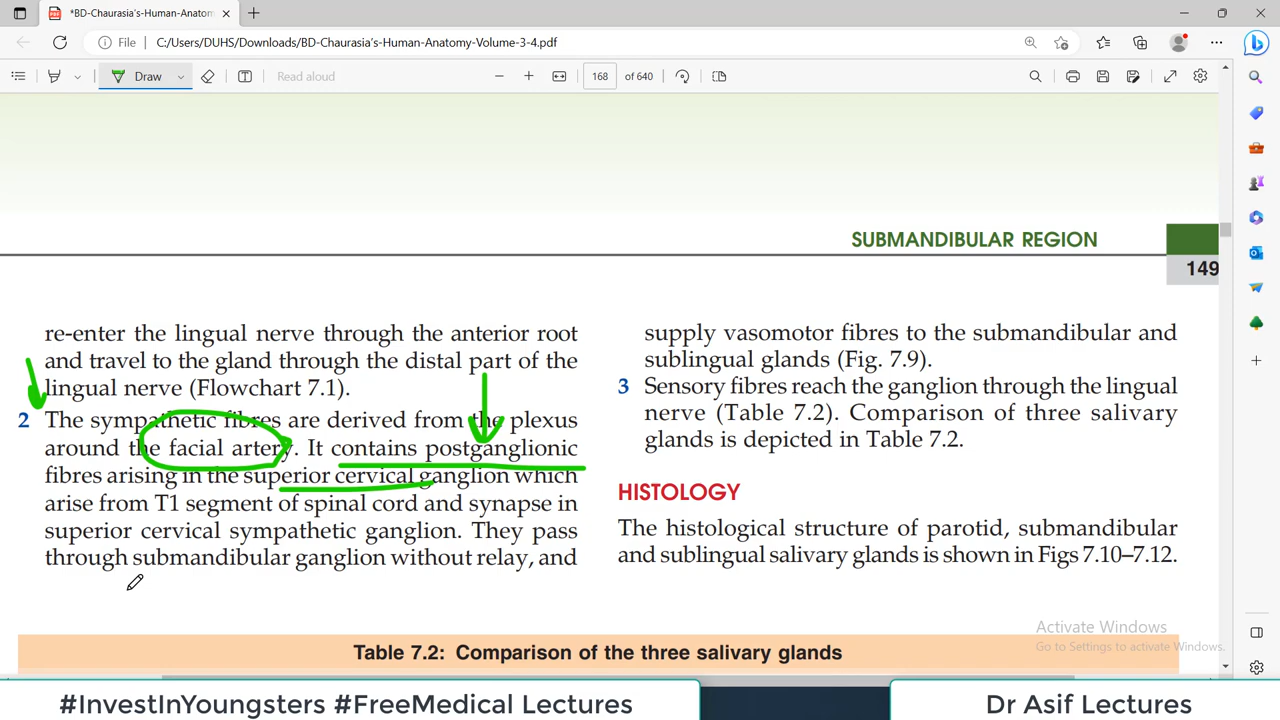 *BD-Chaurasia's-Human-Anatom
File
C:/Users/DUHS/Downloads/BD-Chaurasia's-Human-Anatomy-Volume-3-4.pdf
Draw
Read aloud
168 of 640
SUBMANDIBULAR REGION
149
re-enter the lingual nerve through the anterior root
and travel to the gland through the distal part of the
lingual nerve (Flowchart 7.1).
2 The sympathetic fibres are derived from the plexus
around the facial artery. It contains postganglionic
fibres arising in the superior cervical ganglion which
arise from T1 segment of spinal cord and synapse in
superior cervical sympathetic ganglion. They pass
through submandibular ganglion without relay, and
supply vasomotor fibres to the submandibular and
sublingual glands (Fig. 7.9).
3 Sensory fibres reach the ganglion through the lingual
nerve (Table 7.2). Comparison of three salivary
glands is depicted in Table 7.2.
HISTOLOGY
The histological structure of parotid, submandibular
and sublingual salivary glands is shown in Figs 7.10–7.12.
Activate Windows
Go to Settings to activate Windows.
Table 7.2: Comparison of the three salivary glands
#InvestInYoungsters #FreeMedical Lectures
Dr Asif Lectures